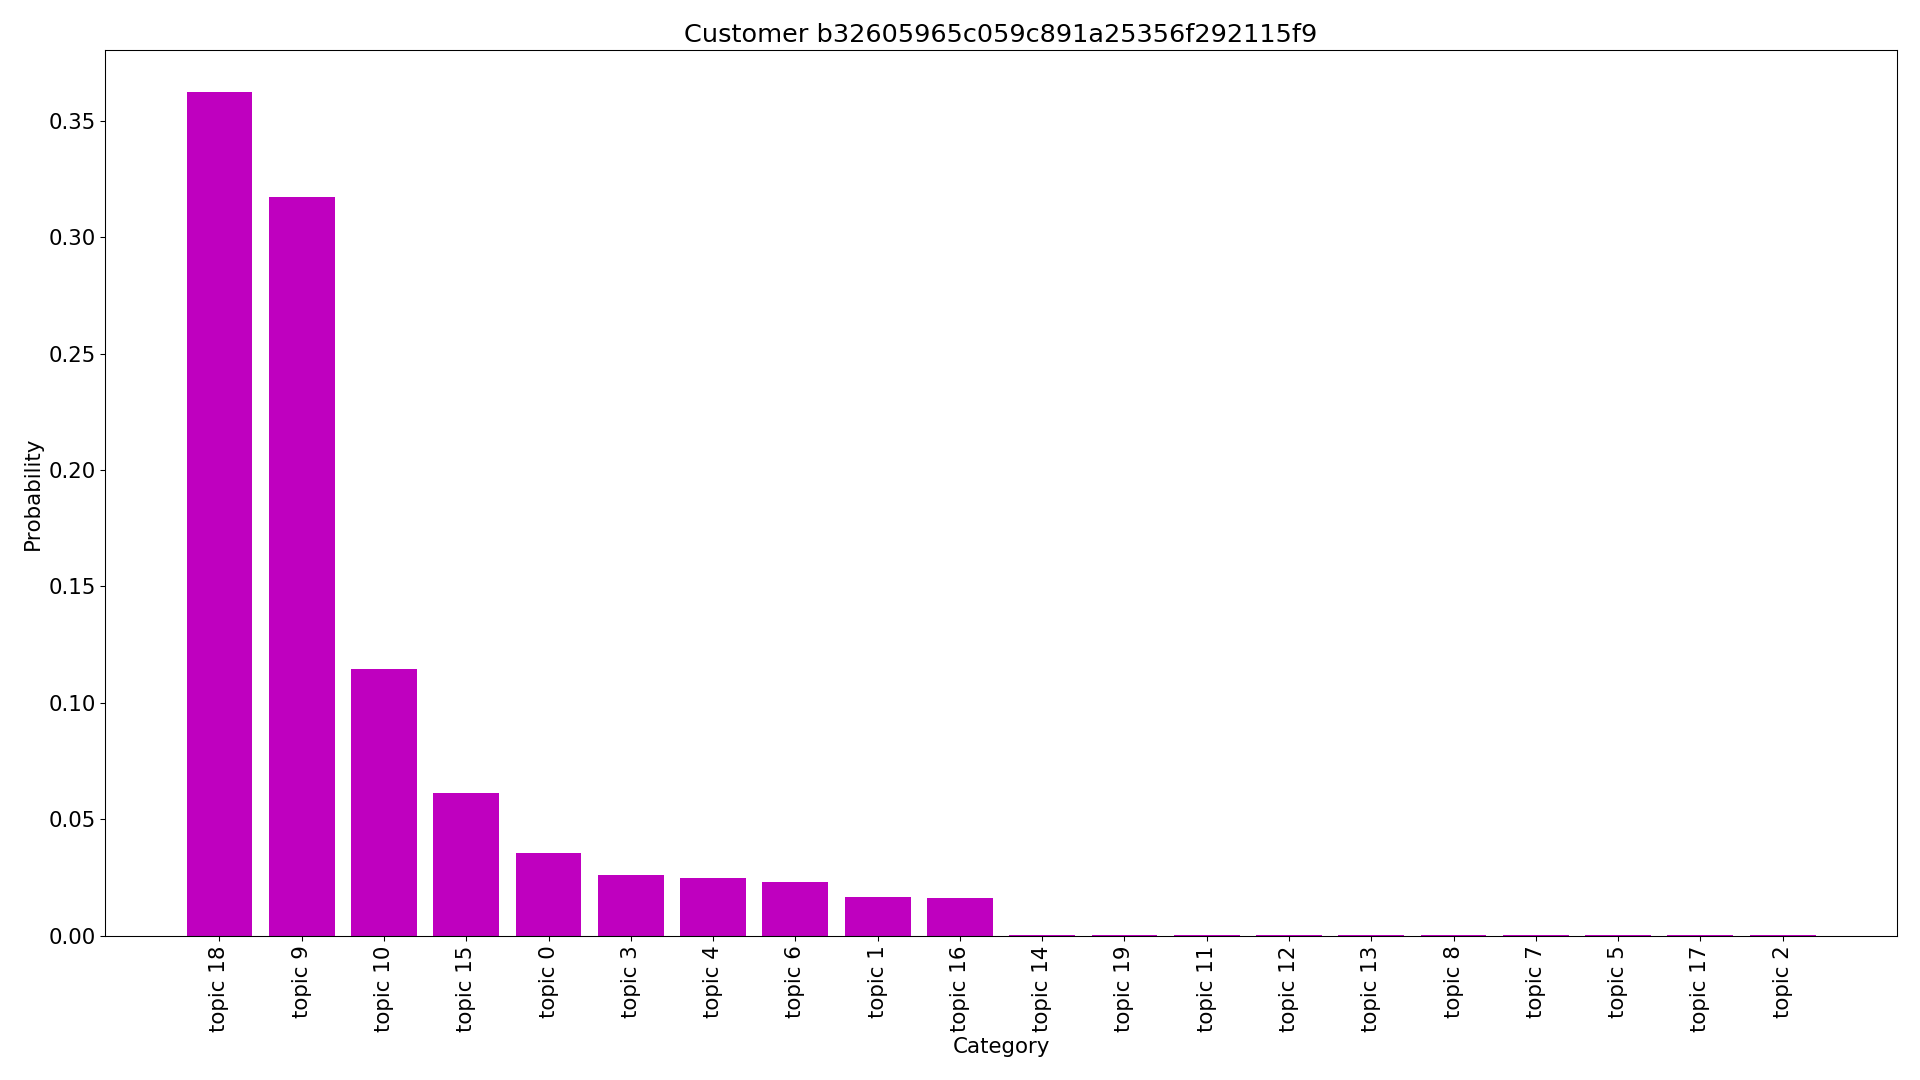 Customer b32605965c059c891a25356f292115f9
Probability
0.35
0.30
0.25
0.20
0.15
0.10
0.05
0.00
topic 18
topic 9
topic 10
topic 15
topic 0
topic 3
topic 4
topic 6
topic 1
topic 16
topic 14
topic 19
topic 11
topic 12
topic 13
topic 8
topic 7
topic 5
topic 17
topic 2
Category